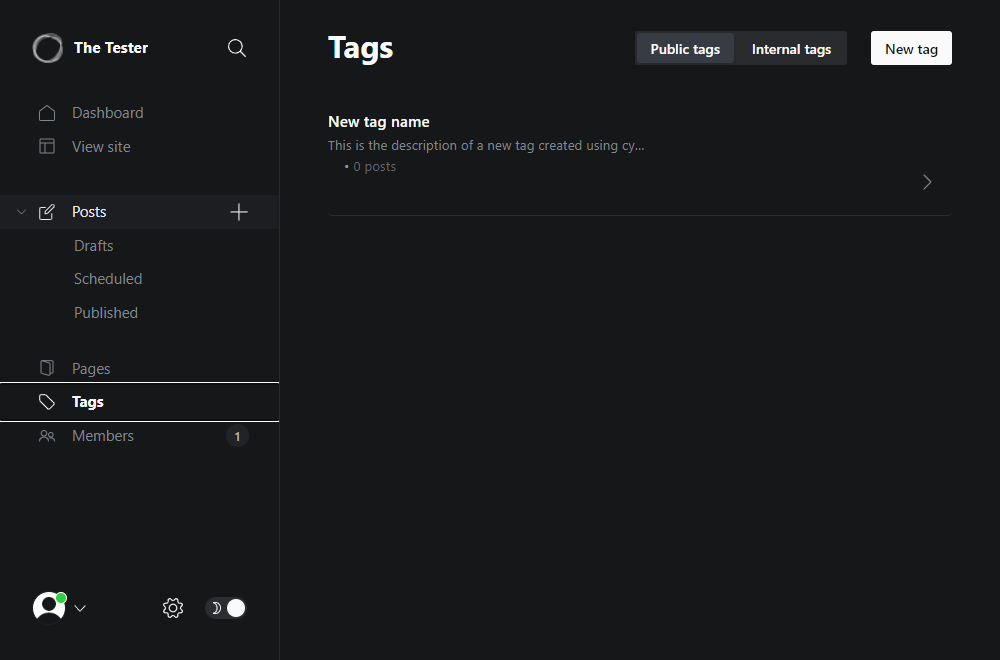 The Tester
Dashboard
View site
Posts
Drafts
Scheduled
Published
Pages
Tags
Members
1
Tags
Public tags
Internal tags
New tag
New tag name
This is the description of a new tag created using cy...
• 0 posts